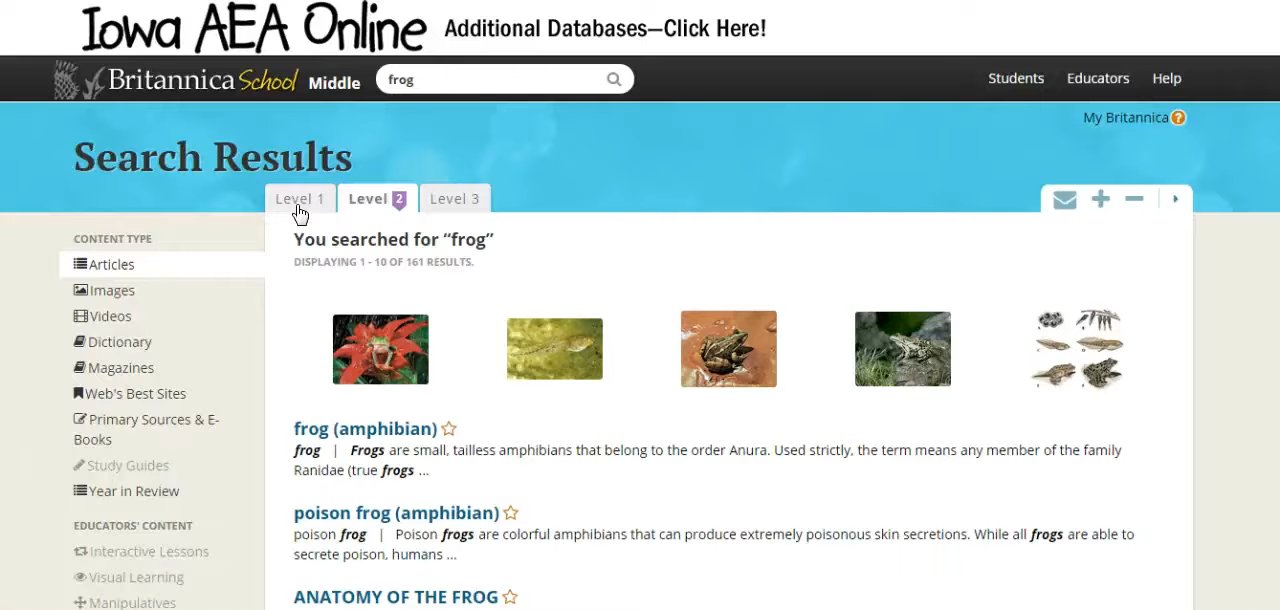 Iowa AEA Online Additional Databases—Click Here!
Britannica School Middle frog Students Educators Help
My Britannica ?
Search Results
Level 1 Level 2 Level 3
CONTENT TYPE
Articles
Images
Videos
Dictionary
Magazines
Web's Best Sites
Primary Sources & E-
Books
Study Guides
Year in Review
EDUCATORS' CONTENT
Interactive Lessons
Visual Learning
Manipulatives
You searched for “frog”
DISPLAYING 1 - 10 OF 161 RESULTS.
frog (amphibian)
frog | Frogs are small, tailless amphibians that belong to the order Anura. Used strictly, the term means any member of the family
Ranidae (true frogs ...
poison frog (amphibian)
poison frog | Poison frogs are colorful amphibians that can produce extremely poisonous skin secretions. While all frogs are able to
secrete poison, humans ...
ANATOMY OF THE FROG